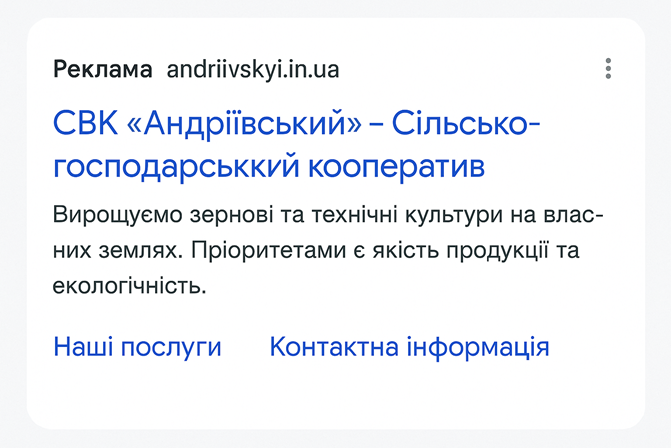 Реклама andriivskyi.in.ua
СВК «Андріївський» – Сільсько-
господарськкий кооператив
Вирощуємо зернові та технічні культури на влас-
них землях. Пріоритетами є якість продукції та
екологічність.
Наші послуги Контактна інформація